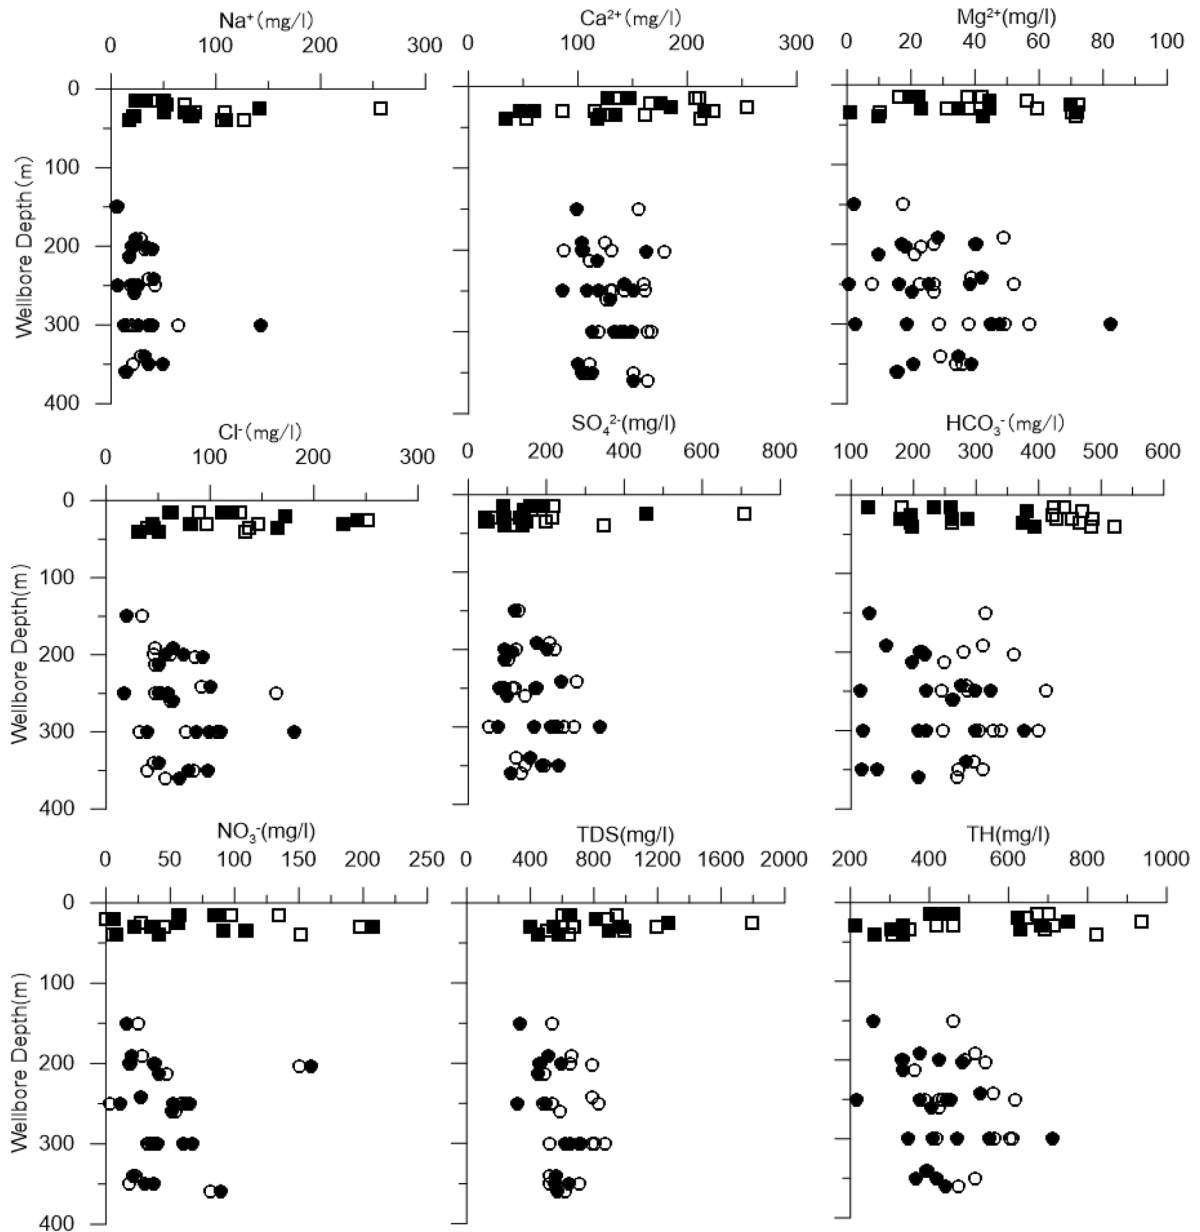 Na⁺(mg/l) Ca²⁺(mg/l) Mg²⁺(mg/l)
0 100 200 300 100 200 300 0 20 40 60 80 100
0
100
200
300
400
Wellbore Depth(m)
Cl⁻(mg/l) SO₄²⁻(mg/l) HCO₃⁻(mg/l)
0 100 200 300 0 200 400 600 800 100 200 300 400 500 600
0
100
200
300
400
Wellbore Depth(m)
NO₃⁻(mg/l) TDS(mg/l) TH(mg/l)
0 50 100 150 200 250 0 400 800 1200 1600 2000 200 400 600 800 1000
0
100
200
300
400
Wellbore Depth(m)